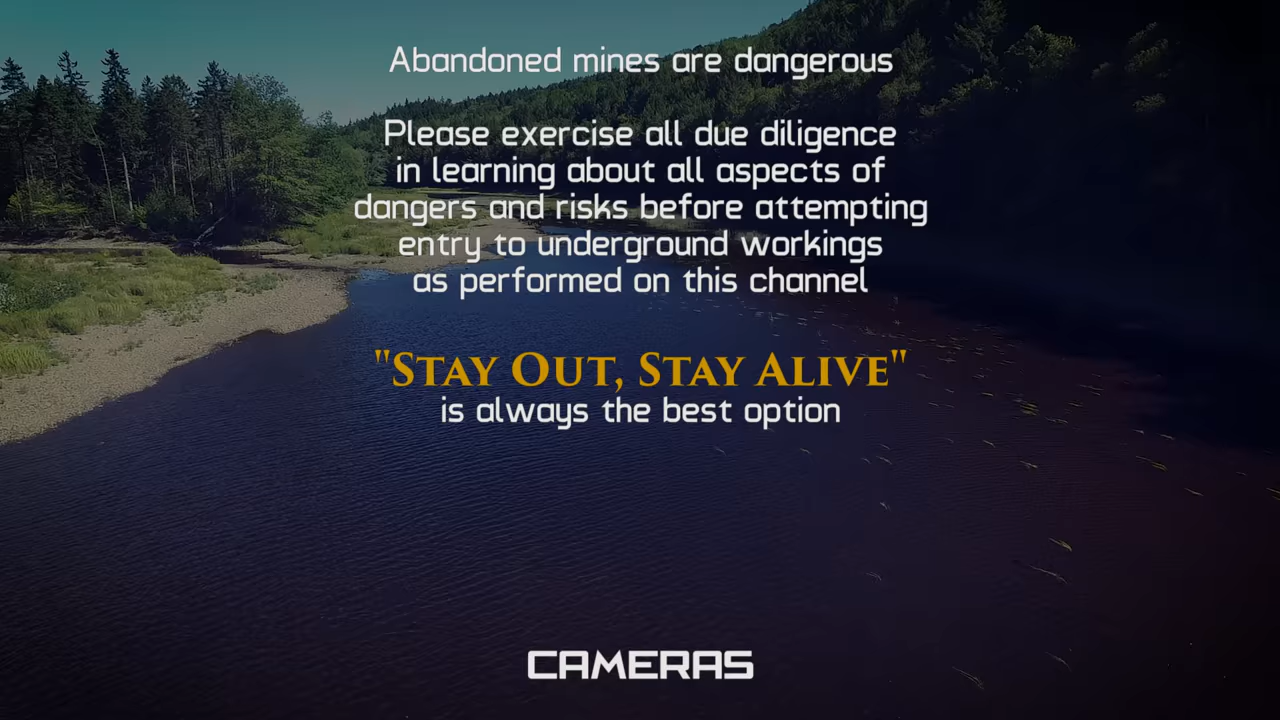 Abandoned mines are dangerous
Please exercise all due diligence
in learning about all aspects of
dangers and risks before attempting
entry to underground workings
as performed on this channel
"STAY OUT, STAY ALIVE"
is always the best option
CAMERAS